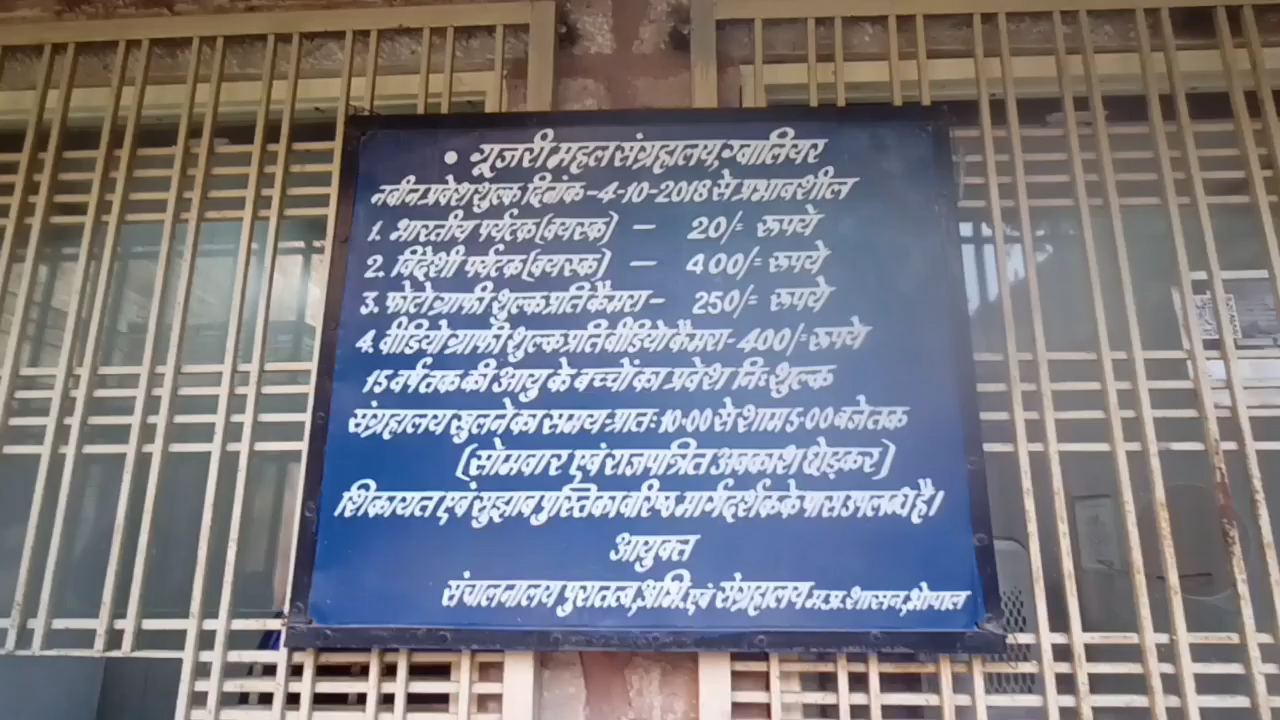 • गूजरी महल संग्रहालय, ग्वालियर
नवीन प्रवेश शुल्क दिनांक - 4-10-2018 से प्रभावशील
1. भारतीय पर्यटक (वयस्क) - 20/= रूपये
2. विदेशी पर्यटक (वयस्क) - 400/= रूपये
3. फोटोग्राफी शुल्क प्रति कैमरा - 250/= रूपये
4. वीडियोग्राफी शुल्क प्रति वीडियो कैमरा - 400/= रूपये
15 वर्ष तक की आयु के बच्चों का प्रवेश निःशुल्क
संग्रहालय खुलने का समय प्रातः 10.00 से शाम 5.00 बजे तक
(सोमवार एवं राजपत्रित अवकाश छोड़कर)
शिकायत एवं सुझाव पुस्तिका वरिष्ठ मार्गदर्शक के पास उपलब्ध है।
आयुक्त
संचालनालय पुरातत्व, अभि. एवं संग्रहालय म.प्र. शासन, भोपाल